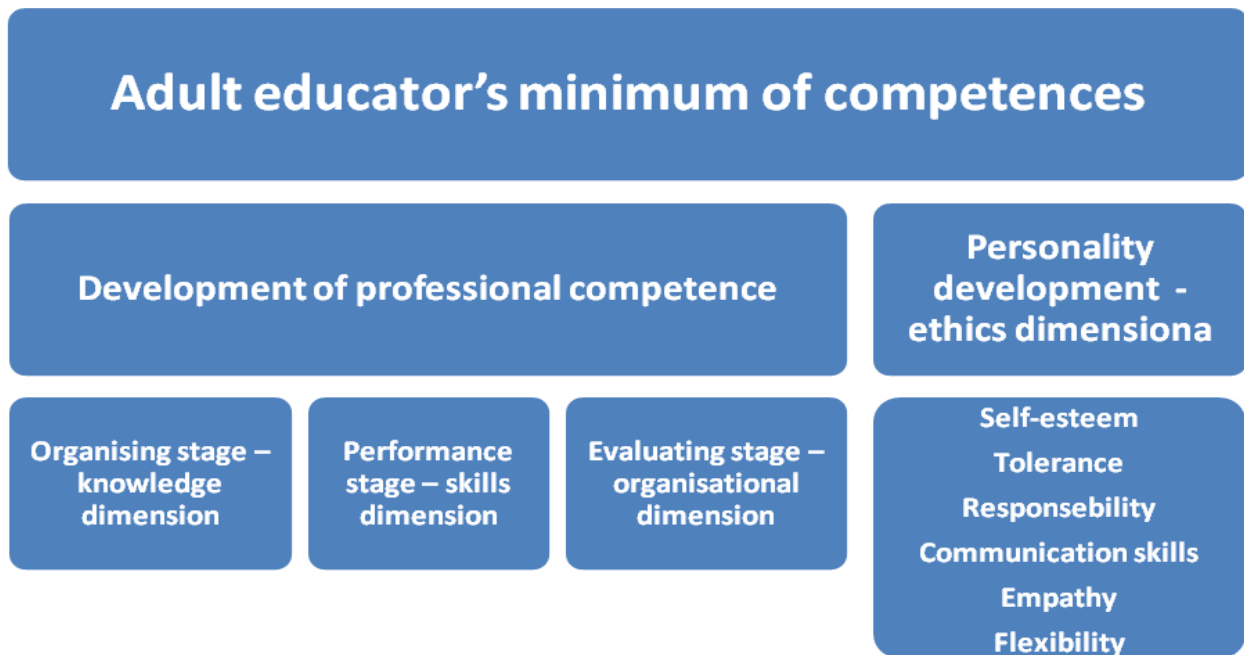 Adult educator’s minimum of competences
Development of professional competence
Personality
development -
ethics dimensiona
Organising stage –
knowledge
dimension
Performance
stage – skills
dimension
Evaluating stage –
organisational
dimension
Self-esteem
Tolerance
Responsebility
Communication skills
Empathy
Flexibility